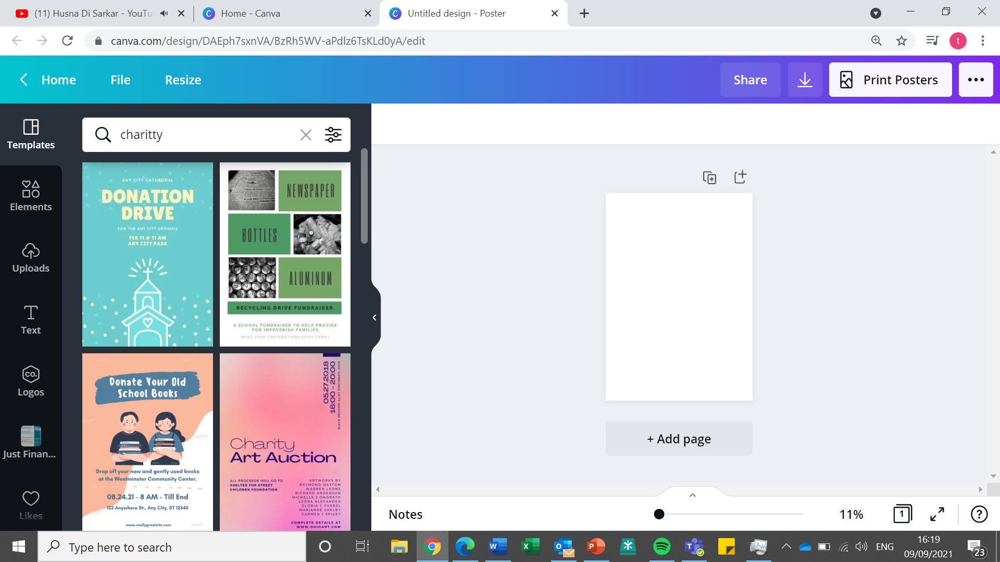 (11) Husna Di Sarkar - YouTu
Home - Canva
Untitled design - Poster
canva.com/design/DAEph7sxnVA/BzRh5WV-aPdlz6TsKLd0yA/edit
t
Home
File
Resize
Share
Print Posters
Templates
Elements
Uploads
Text
CO.
Logos
Just Finan...
Likes
charitty
ANY CITY CATHEDRAL
DONATION
DRIVE
FOR THE ANY CITY ORPHANS
FEB 11 @ 11 AM
ANY CITY PARK
NEWSPAPER
BOTTLES
ALUMINUM
RECYCLING DRIVE FUNDRAISER
A SCHOOL FUNDRAISER TO HELP PROVIDE
FOR IMPOVERISH FAMILIES
BRING YOUR CONTRIBUTIONS EVERY FRIDAY
Donate Your Old
School Books
Drop off your new and gently used books
at the Westminster Community Center.
08.24.21 - 8 AM - Till End
123 Anywhere St., Any City, ST 12345
www.reallygreatsite.com
05.27.2018
16:00 - 20:00
BLACK MEADOW ALLEY CINCINNATI, OHIO
Charity
Art Auction
ALL PROCEEDS WILL GO TO
SHELTER FOR STREET
CHILDREN FOUNDATION
ARTWORKS BY
RAYMOND DAYTON
WARREN LEONE
RICHARD ANDERSON
MICHELLE J ONORATO
LEORA ALEXANDER
GLORIA C FARREL
MARIANNE SHELBY
CARMEN J SPIVEY
COMPLETE DETAILS AT
WWW.OHIOART.COM
+ Add page
Notes
11%
1
Type here to search
ENG
16:19
09/09/2021
23